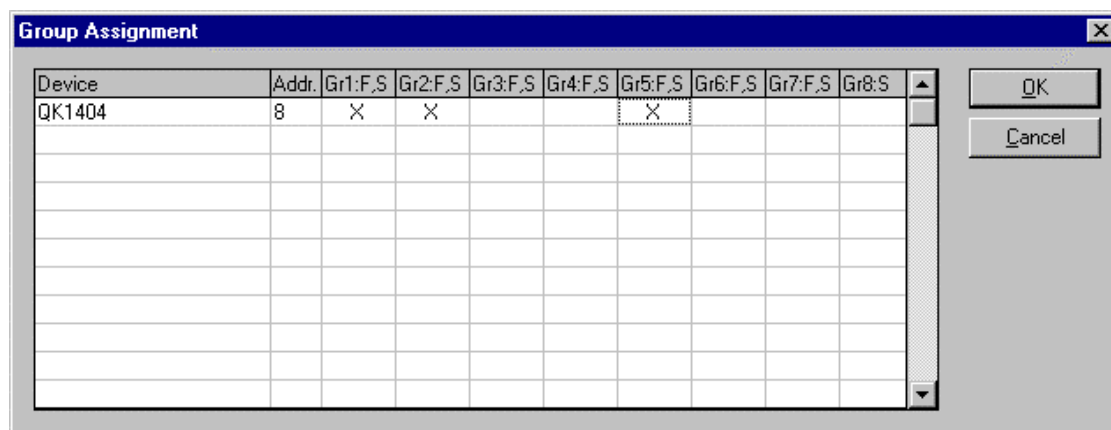 Group Assignment
Device Addr. Gr1:F,S Gr2:F,S Gr3:F,S Gr4:F,S Gr5:F,S Gr6:F,S Gr7:F,S Gr8:S
QK1404 8 X X X
OK
Cancel